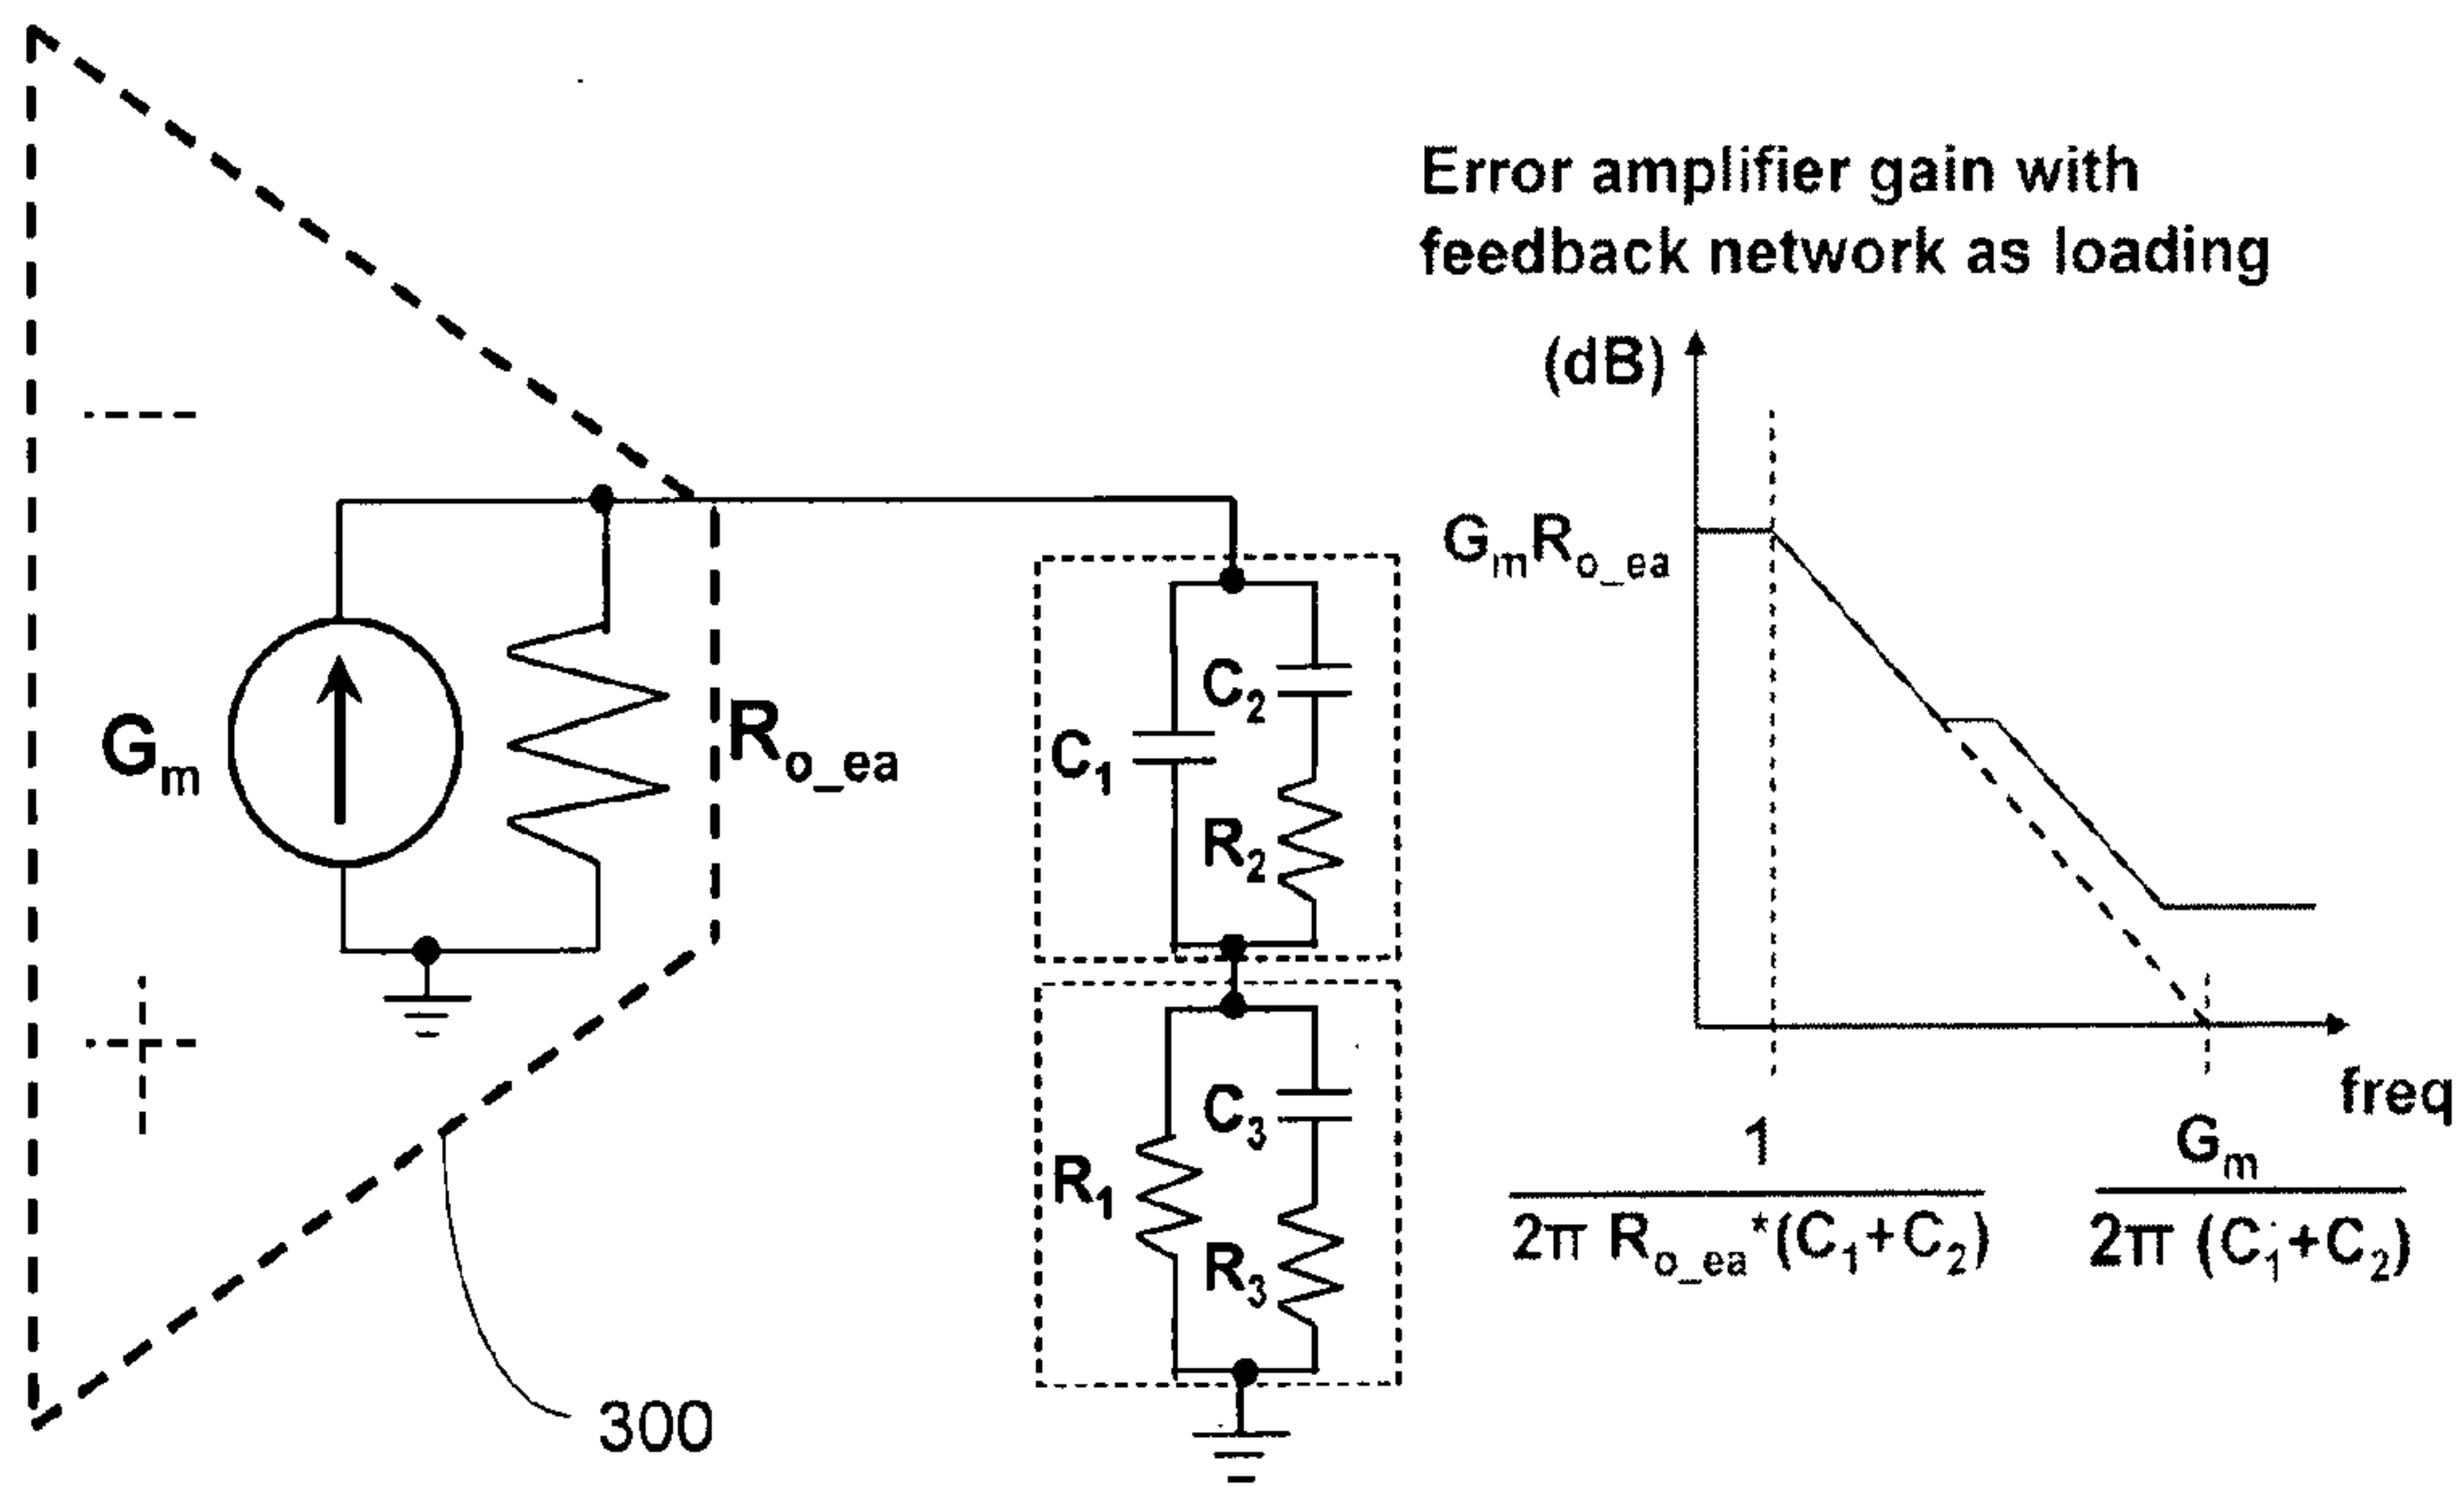 Error amplifier gain with
feedback network as loading
(dB)
GmRo_ea
Gm
Ro_ea
C1
C2
R2
R1
C3
R3
freq
1
2π Ro_ea*(C1+C2)
Gm
2π (C1+C2)
300